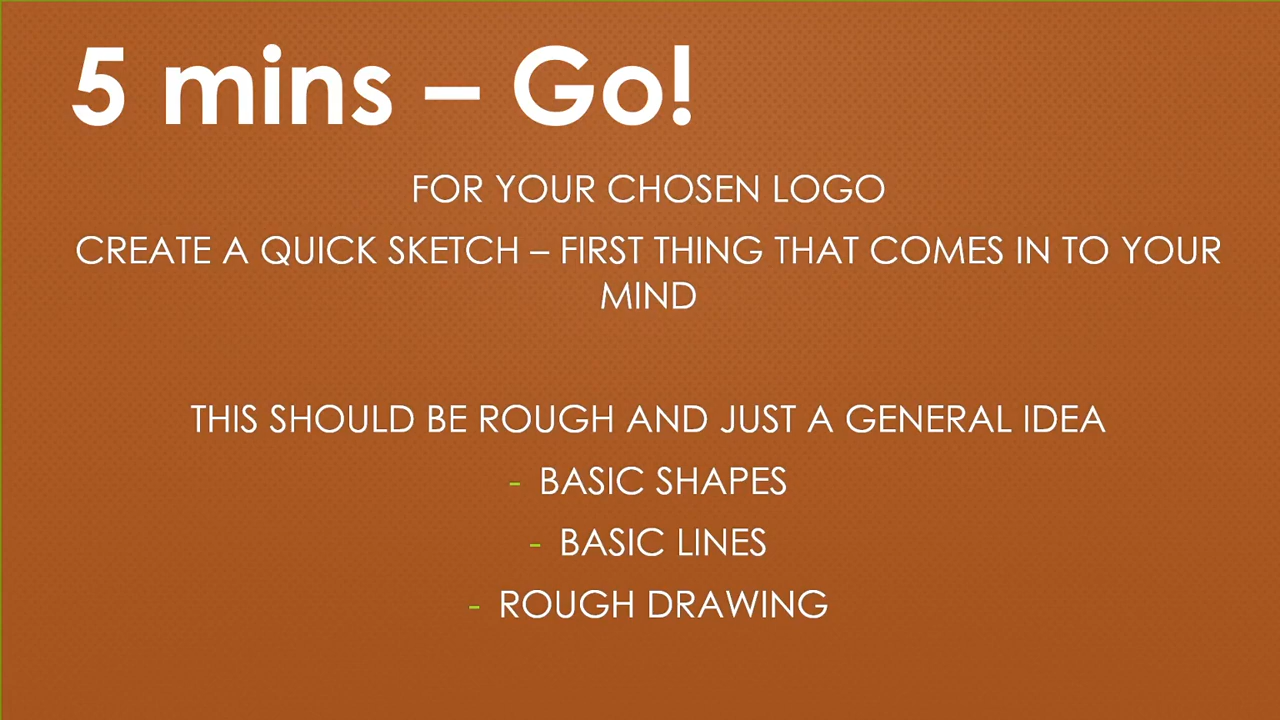 5 mins – Go!
FOR YOUR CHOSEN LOGO
CREATE A QUICK SKETCH – FIRST THING THAT COMES IN TO YOUR
MIND
THIS SHOULD BE ROUGH AND JUST A GENERAL IDEA
- BASIC SHAPES
- BASIC LINES
- ROUGH DRAWING